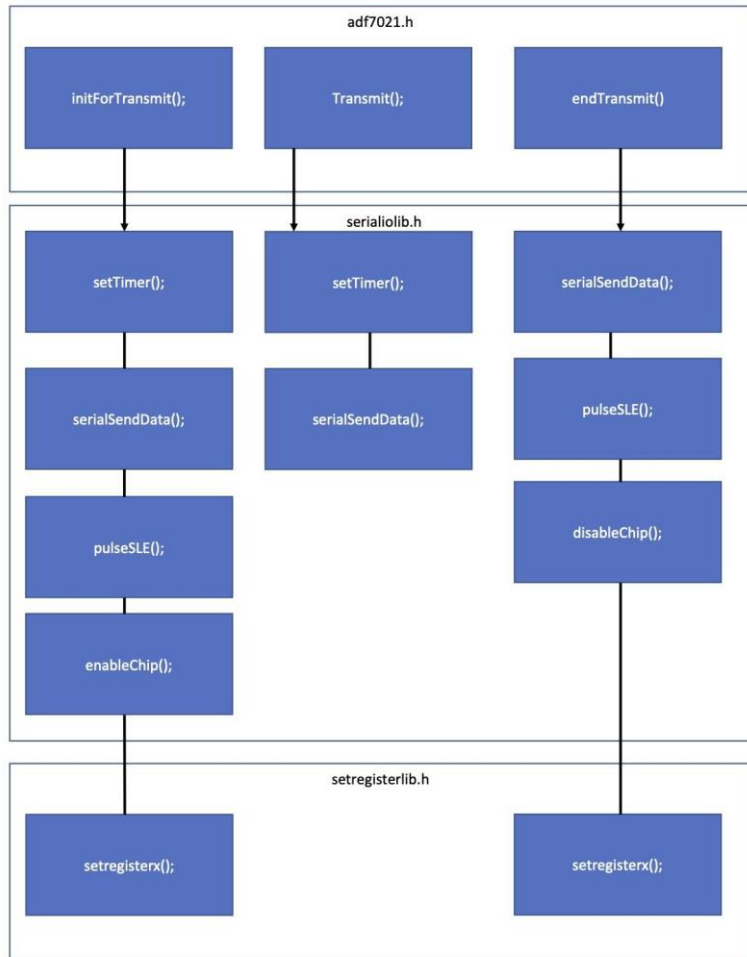 adf7021.h
initForTransmit();
Transmit();
endTransmit()
serialiolib.h
setTimer();
setTimer();
serialSendData();
serialSendData();
serialSendData();
pulseSLE();
pulseSLE();
disableChip();
enableChip();
setregisterlib.h
setregisterx();
setregisterx();